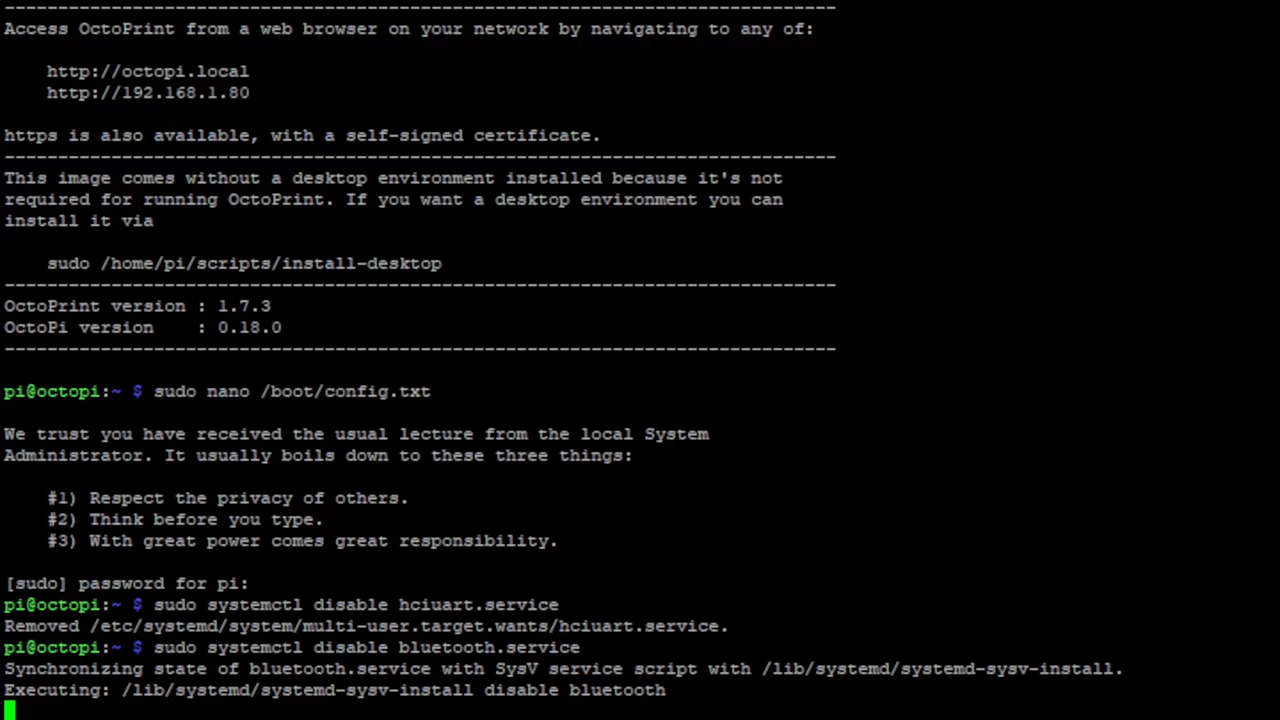 ------------------------------------------------------------------------------
Access OctoPrint from a web browser on your network by navigating to any of:
http://octopi.local
http://192.168.1.80
https is also available, with a self-signed certificate.
------------------------------------------------------------------------------
This image comes without a desktop environment installed because it's not
required for running OctoPrint. If you want a desktop environment you can
install it via
sudo /home/pi/scripts/install-desktop
------------------------------------------------------------------------------
OctoPrint version : 1.7.3
OctoPi version    : 0.18.0
------------------------------------------------------------------------------
pi@octopi:~ $ sudo nano /boot/config.txt
We trust you have received the usual lecture from the local System
Administrator. It usually boils down to these three things:
#1) Respect the privacy of others.
#2) Think before you type.
#3) With great power comes great responsibility.
[sudo] password for pi:
pi@octopi:~ $ sudo systemctl disable hciuart.service
Removed /etc/systemd/system/multi-user.target.wants/hciuart.service.
pi@octopi:~ $ sudo systemctl disable bluetooth.service
Synchronizing state of bluetooth.service with SysV service script with /lib/systemd/systemd-sysv-install.
Executing: /lib/systemd/systemd-sysv-install disable bluetooth